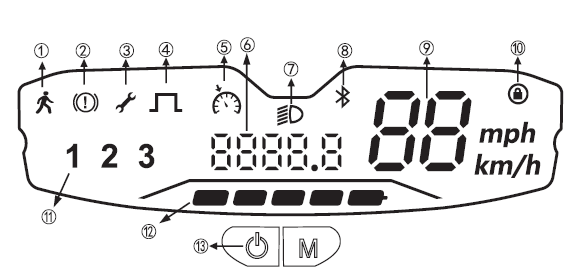 ① ② ③ ④ ⑤ ⑥ ⑦ ⑧ ⑨ ⑩
1 2 3 8888.8 88 mph
km/h
⑪ ⑫
⑬ M